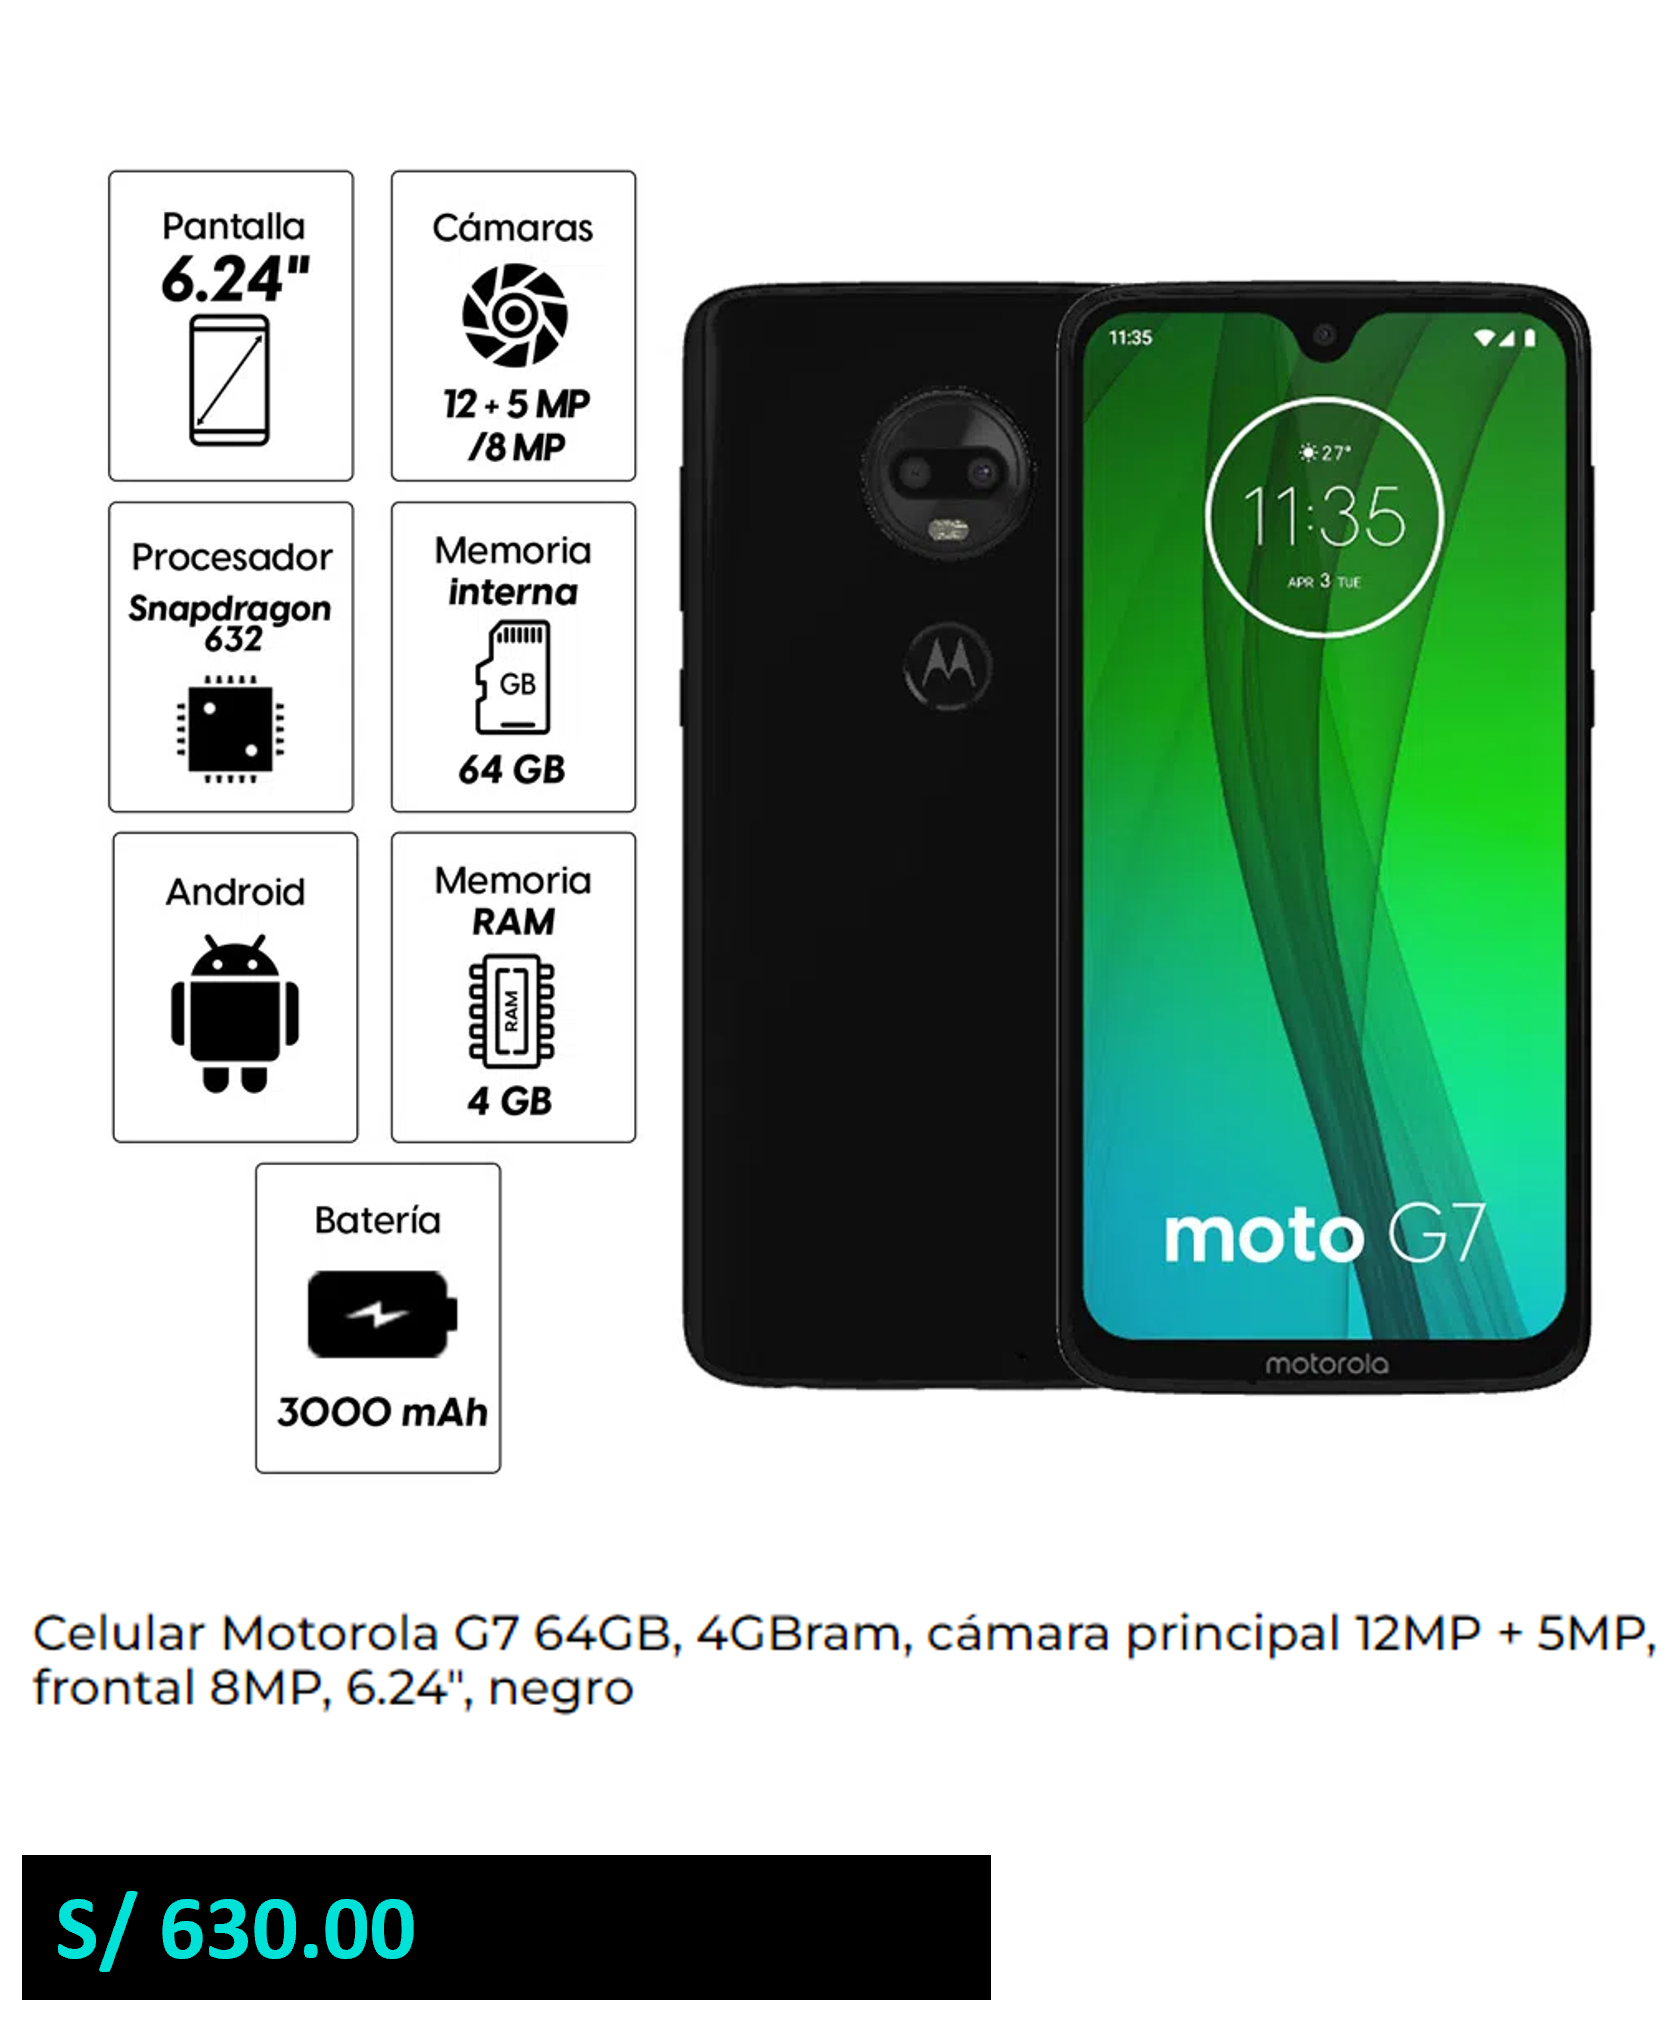 Pantalla
6.24"
Cámaras
12 + 5 MP
/8 MP
Procesador
Snapdragon
632
Memoria
interna
GB
64 GB
Android
Memoria
RAM
RAM
4 GB
Batería
3000 mAh
11:35
27°
11:35
APR 3 TUE
moto G7
motorola
Celular Motorola G7 64GB, 4GBram, cámara principal 12MP + 5MP,
frontal 8MP, 6.24", negro
S/ 630.00